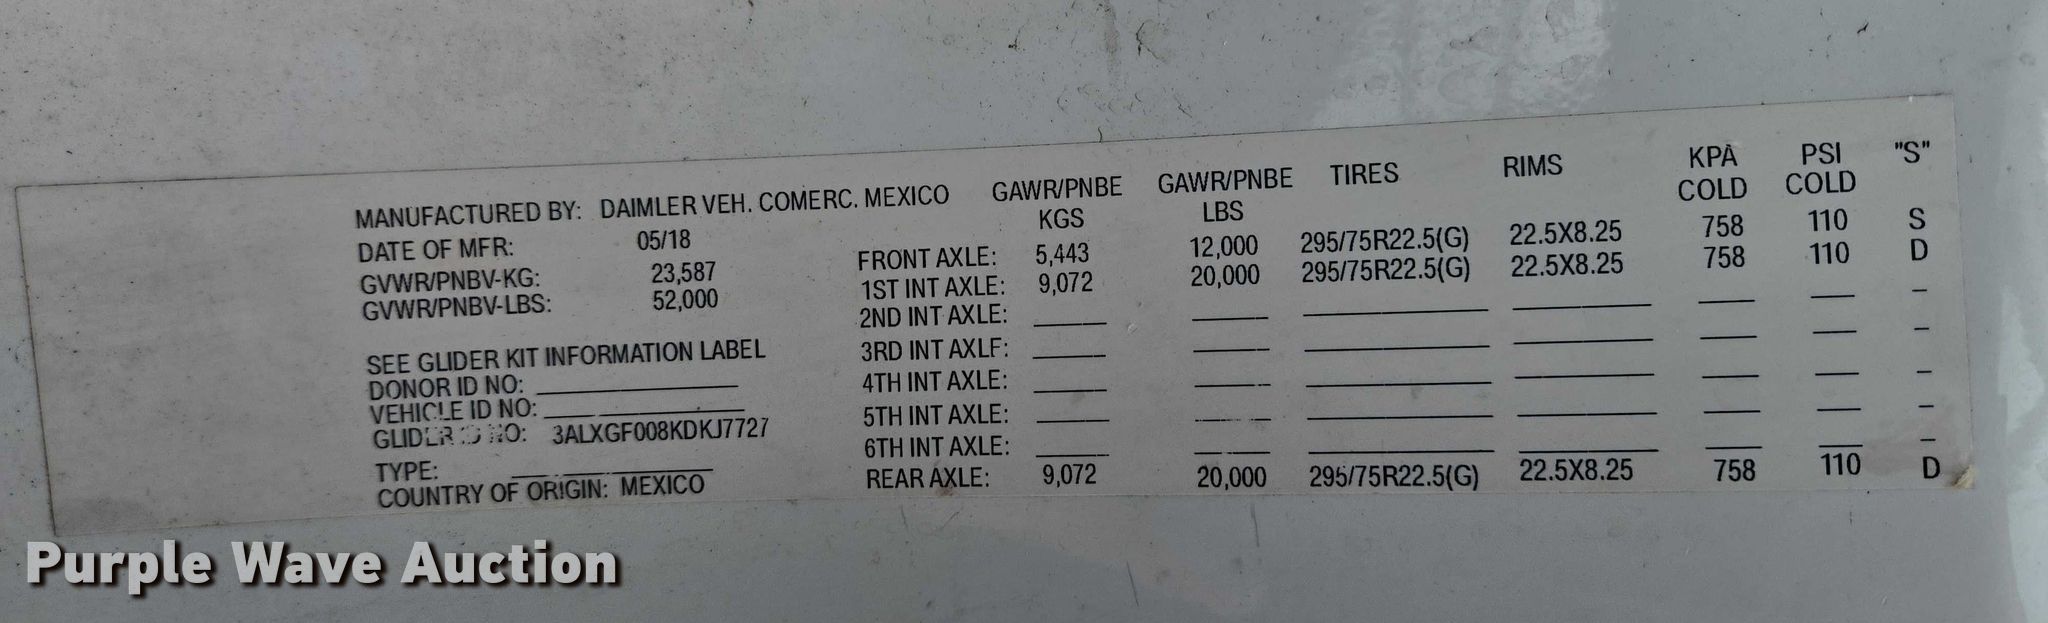 MANUFACTURED BY: DAIMLER VEH. COMERC. MEXICO
DATE OF MFR: 05/18
GVWR/PNBV-KG: 23,587
GVWR/PNBV-LBS: 52,000
SEE GLIDER KIT INFORMATION LABEL
DONOR ID NO:
VEHICLE ID NO:
GLIDER ID NO: 3ALXGF008KDKJ7727
TYPE:
COUNTRY OF ORIGIN: MEXICO
GAWR/PNBE KGS GAWR/PNBE LBS TIRES RIMS KPA COLD PSI COLD "S"
FRONT AXLE: 5,443 12,000 295/75R22.5(G) 22.5X8.25 758 110 S
1ST INT AXLE: 9,072 20,000 295/75R22.5(G) 22.5X8.25 758 110 D
2ND INT AXLE:
3RD INT AXLE:
4TH INT AXLE:
5TH INT AXLE:
6TH INT AXLE:
REAR AXLE: 9,072 20,000 295/75R22.5(G) 22.5X8.25 758 110 D
Purple Wave Auction